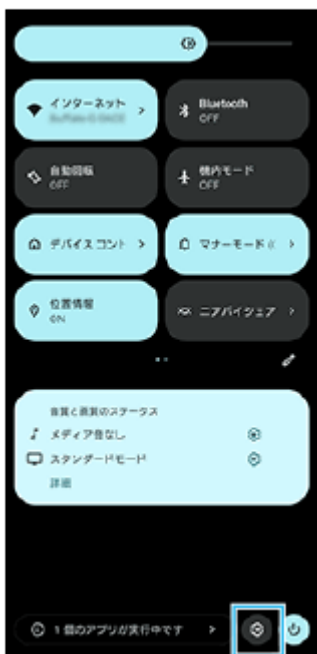 インターネット
Bluetooth
OFF
自動回転
OFF
機内モード
OFF
デバイスコント
マナーモード(
位置情報
ON
ニアバイシェア
音質と画質のステータス
メディア音なし
スタンダードモード
詳細
1 個のアプリが実行中です